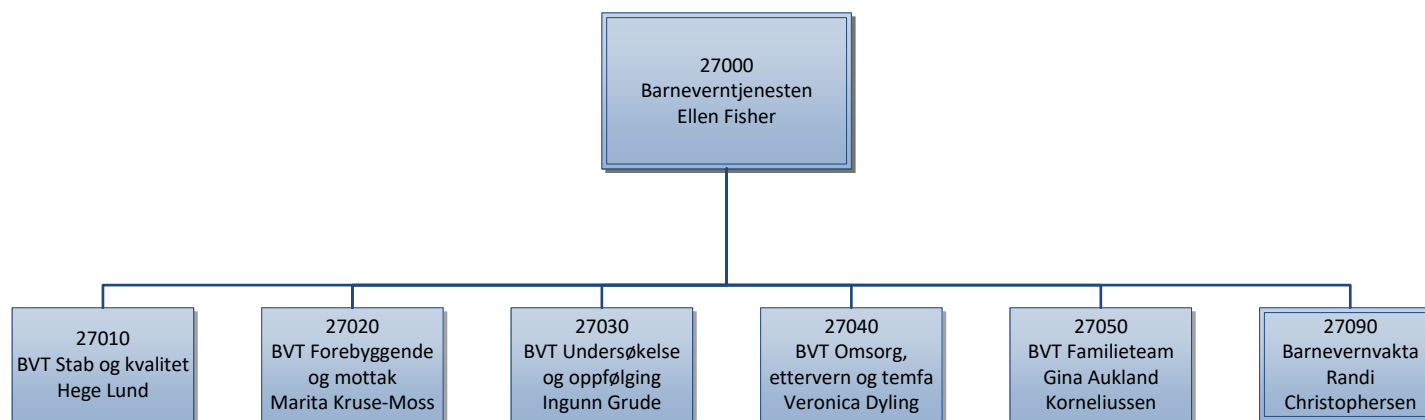 27000
Barneverntjenesten
Ellen Fisher
27010
BVT Stab og kvalitet
Hege Lund
27020
BVT Forebyggende
og mottak
Marita Kruse-Moss
27030
BVT Undersøkelse
og oppfølging
Ingunn Grude
27040
BVT Omsorg,
ettervern og temfa
Veronica Dyling
27050
BVT Familieteam
Gina Aukland
Korneliussen
27090
Barnevernvakta
Randi
Christophersen